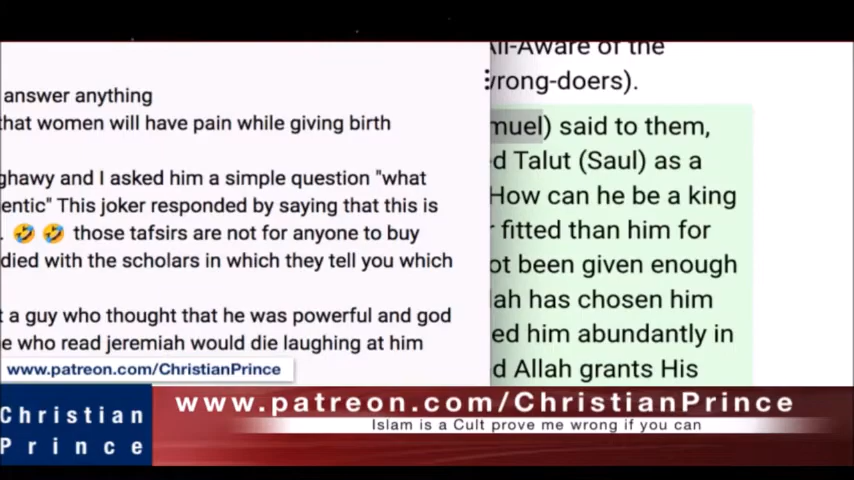 answer anything
that women will have pain while giving birth
ghawy and I asked him a simple question "what
entic" This joker responded by saying that this is
. 🤣 🤣 those tafsirs are not for anyone to buy
died with the scholars in which they tell you which
t a guy who thought that he was powerful and god
e who read jeremiah would die laughing at him
www.patreon.com/ChristianPrince
All-Aware of the
wrong-doers).
muel) said to them,
d Talut (Saul) as a
How can he be a king
r fitted than him for
ot been given enough
lah has chosen him
ed him abundantly in
d Allah grants His
Christian
Prince
www.patreon.com/ChristianPrince
Islam is a Cult prove me wrong if you can